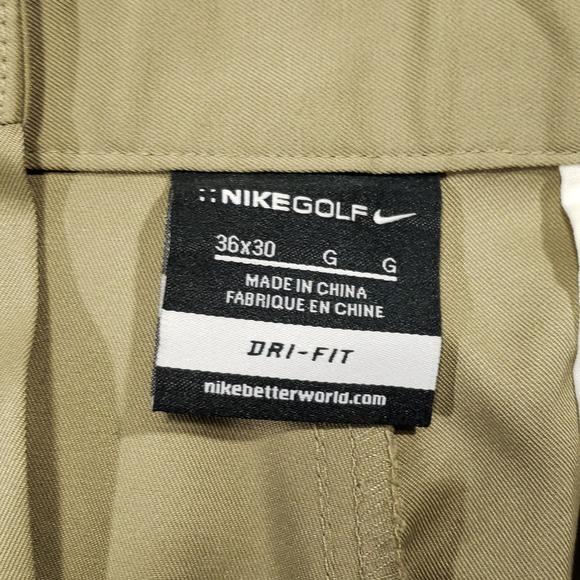 ::NIKEGOLF
36x30 G G
MADE IN CHINA
FABRIQUE EN CHINE
DRI-FIT
nikebetterworld.com